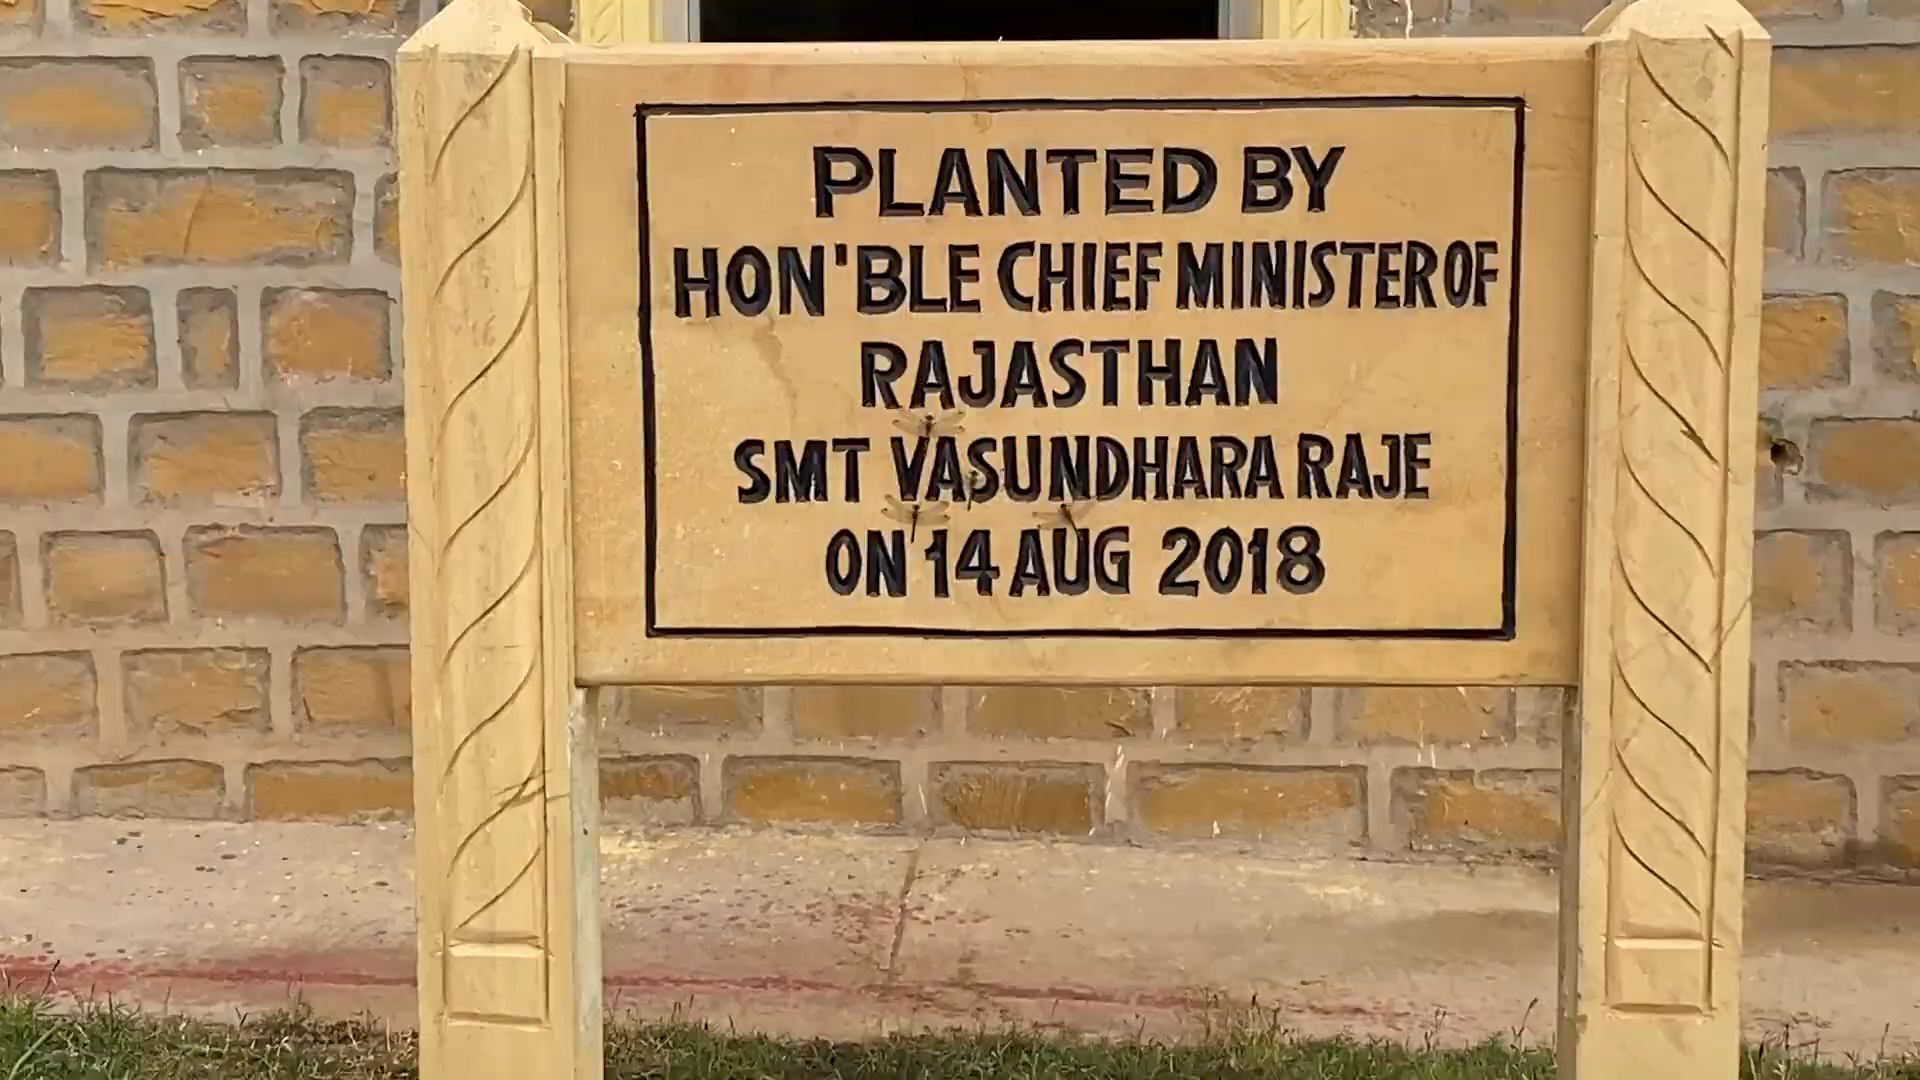 PLANTED BY
HON'BLE CHIEF MINISTER OF
RAJASTHAN
SMT VASUNDHARA RAJE
ON 14 AUG 2018